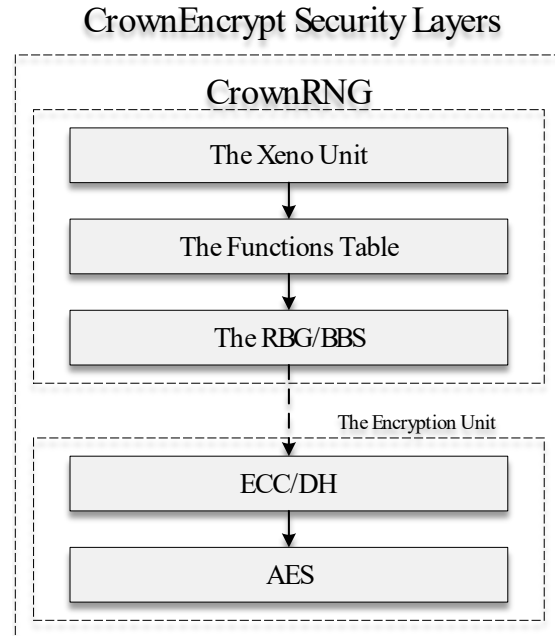 CrownEncrypt Security Layers
CrownRNG
The Xeno Unit
The Functions Table
The RBG/BBS
The Encryption Unit
ECC/DH
AES